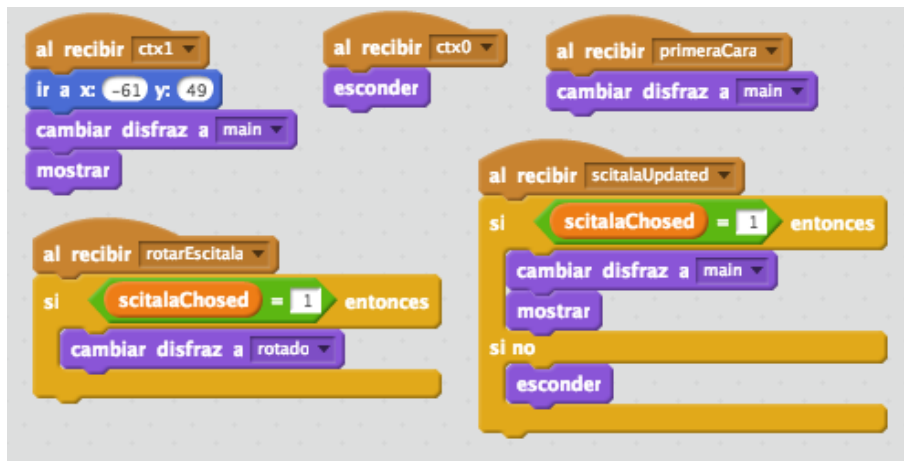 al recibir ctx1
ir a x: -61 y: 49
cambiar disfraz a main
mostrar
al recibir ctx0
esconder
al recibir primeraCara
cambiar disfraz a main
al recibir rotarEscitala
si scitalaChosed = 1 entonces
cambiar disfraz a rotado
al recibir scitalaUpdated
si scitalaChosed = 1 entonces
cambiar disfraz a main
mostrar
si no
esconder